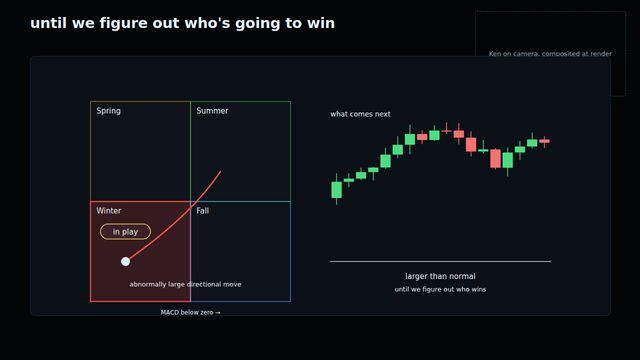 until we figure out who's going to win
Ken on camera, composited at render
Spring
Summer
what comes next
Winter
Fall
in play
abnormally large directional move
larger than normal
until we figure out who wins
MACD below zero →